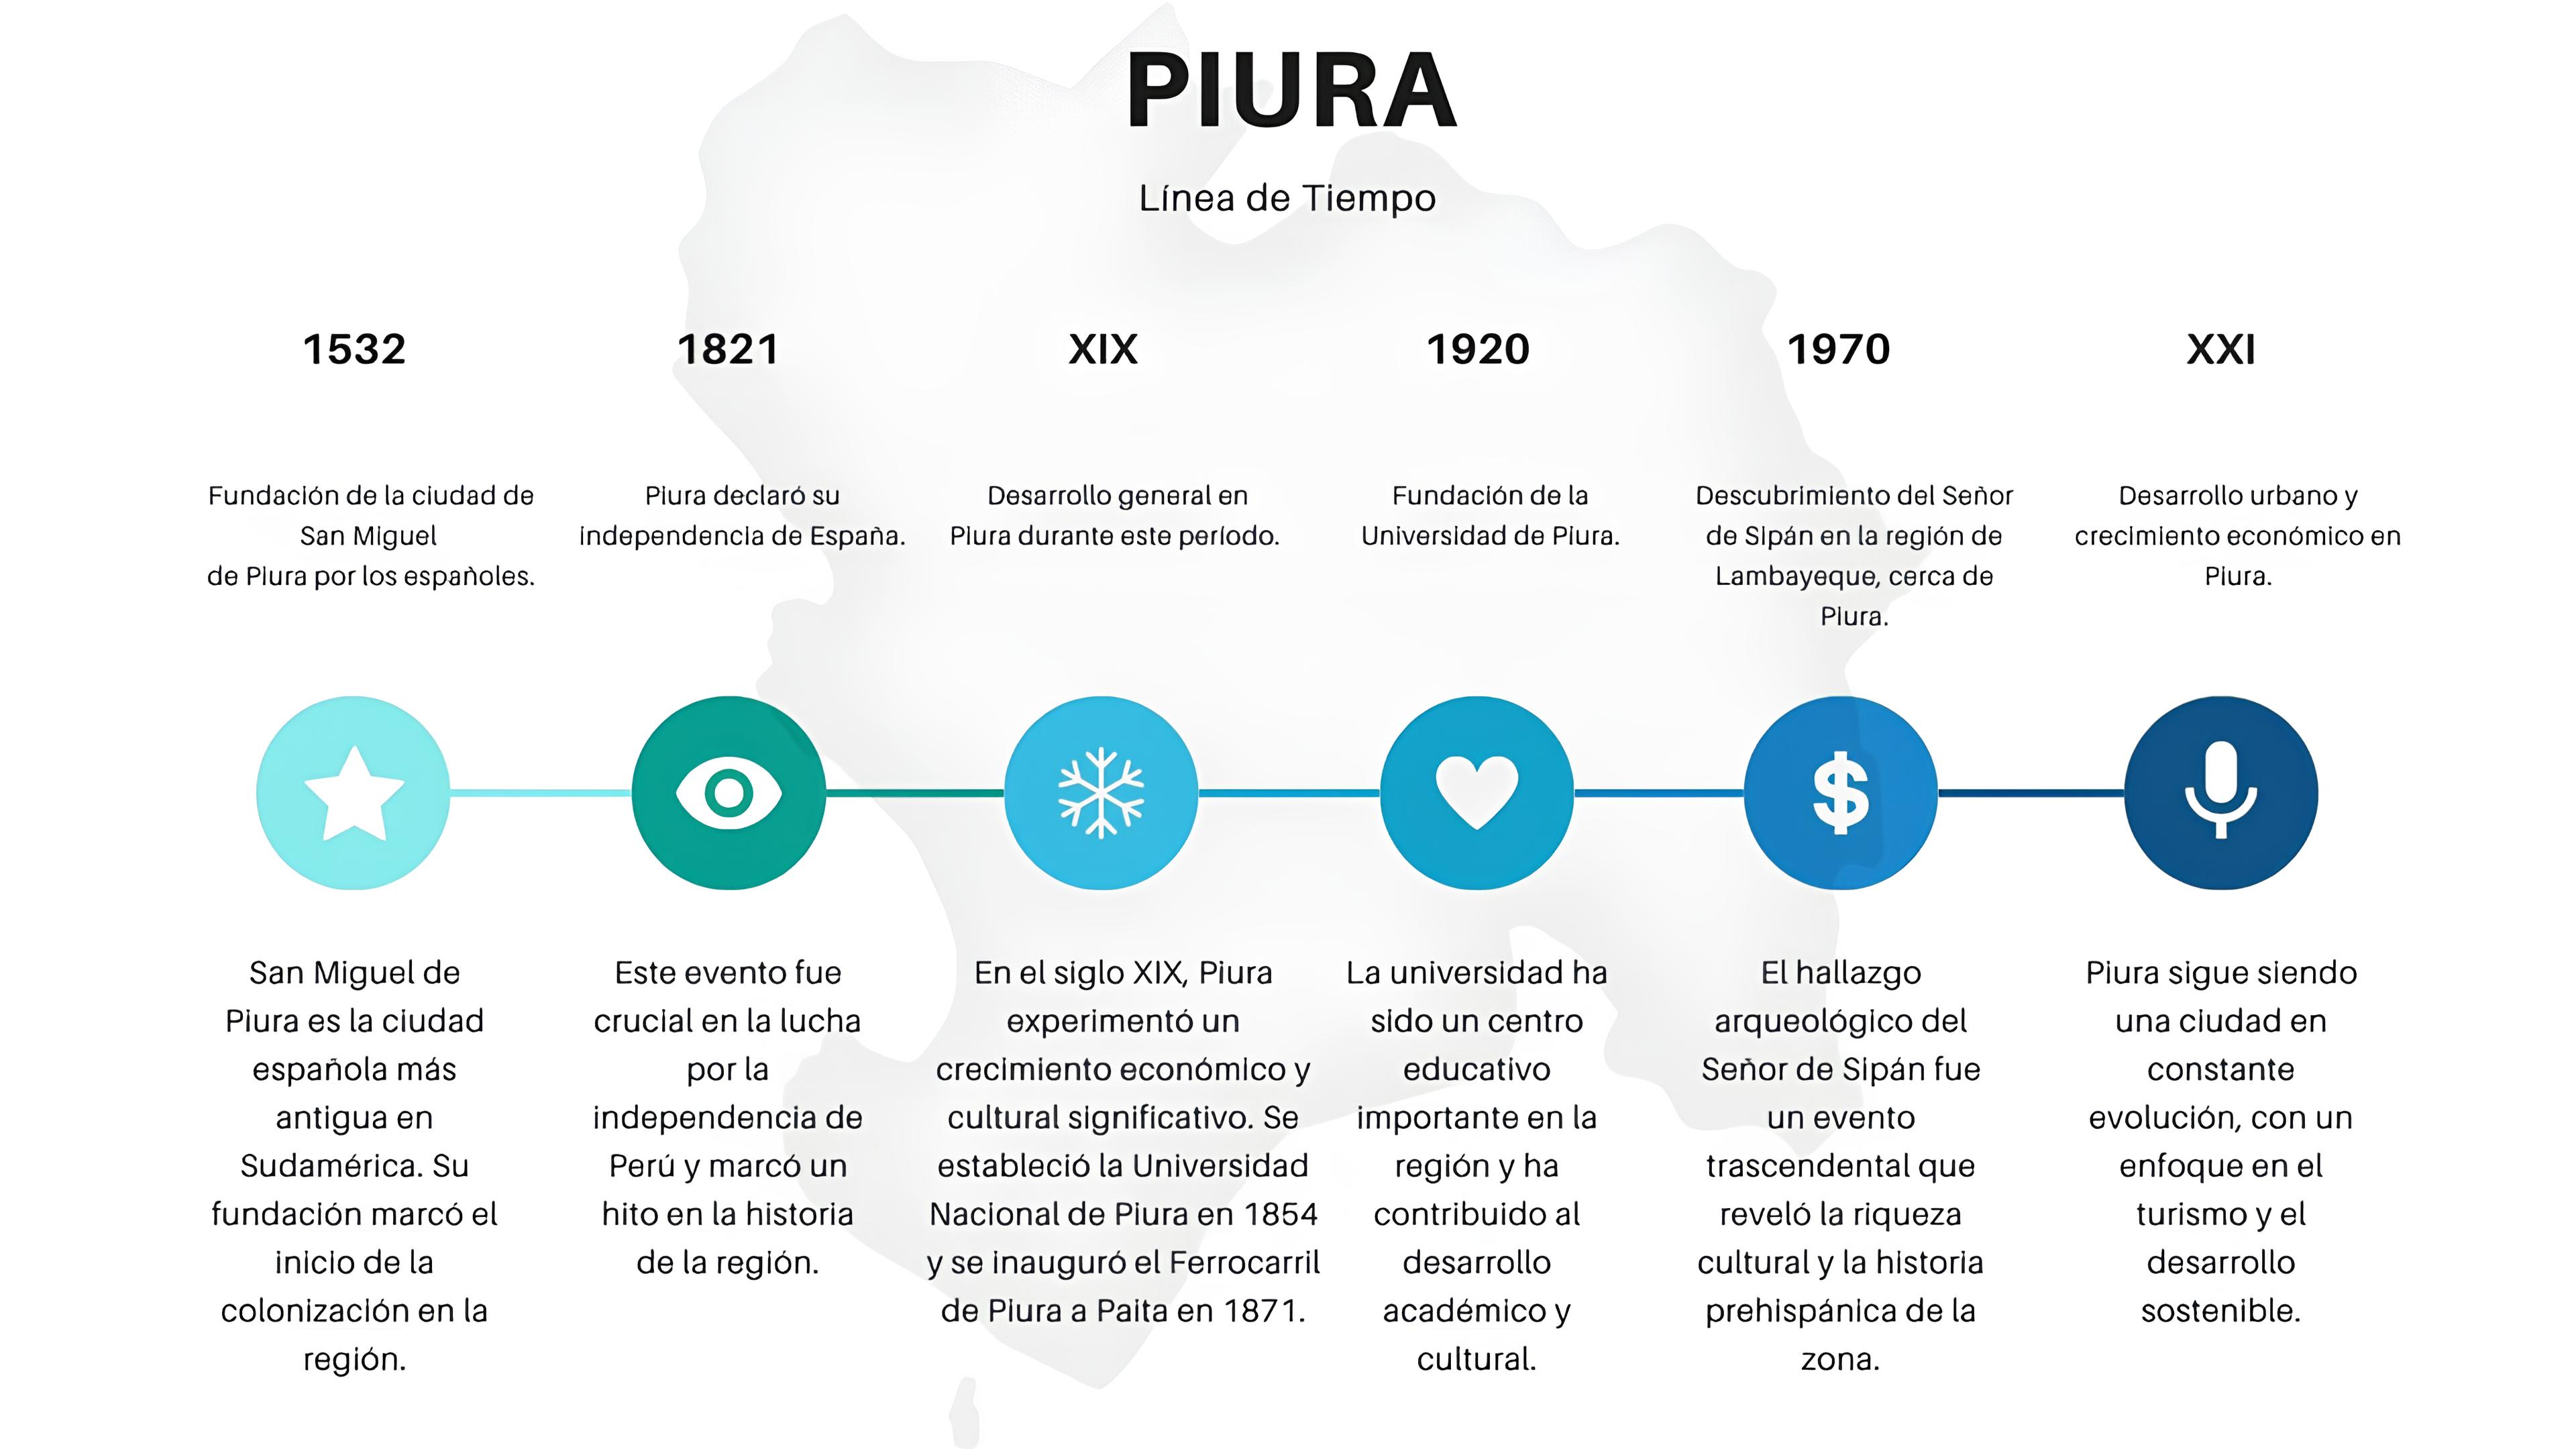 PIURA
Línea de Tiempo
1532
Fundación de la ciudad de
San Miguel
de Piura por los españoles.
San Miguel de
Piura es la ciudad
española más
antigua en
Sudamérica. Su
fundación marcó el
inicio de la
colonización en la
región.
1821
Piura declaró su
independencia de España.
Este evento fue
crucial en la lucha
por la
independencia de
Perú y marcó un
hito en la historia
de la región.
XIX
Desarrollo general en
Piura durante este período.
En el siglo XIX, Piura
experimentó un
crecimiento económico y
cultural significativo. Se
estableció la Universidad
Nacional de Piura en 1854
y se inauguró el Ferrocarril
de Piura a Paita en 1871.
1920
Fundación de la
Universidad de Piura.
La universidad ha
sido un centro
educativo
importante en la
región y ha
contribuido al
desarrollo
académico y
cultural.
1970
Descubrimiento del Señor
de Sipán en la región de
Lambayeque, cerca de
Piura.
El hallazgo
arqueológico del
Señor de Sipán fue
un evento
trascendental que
reveló la riqueza
cultural y la historia
prehispánica de la
zona.
XXI
Desarrollo urbano y
crecimiento económico en
Piura.
Piura sigue siendo
una ciudad en
constante
evolución, con un
enfoque en el
turismo y el
desarrollo
sostenible.